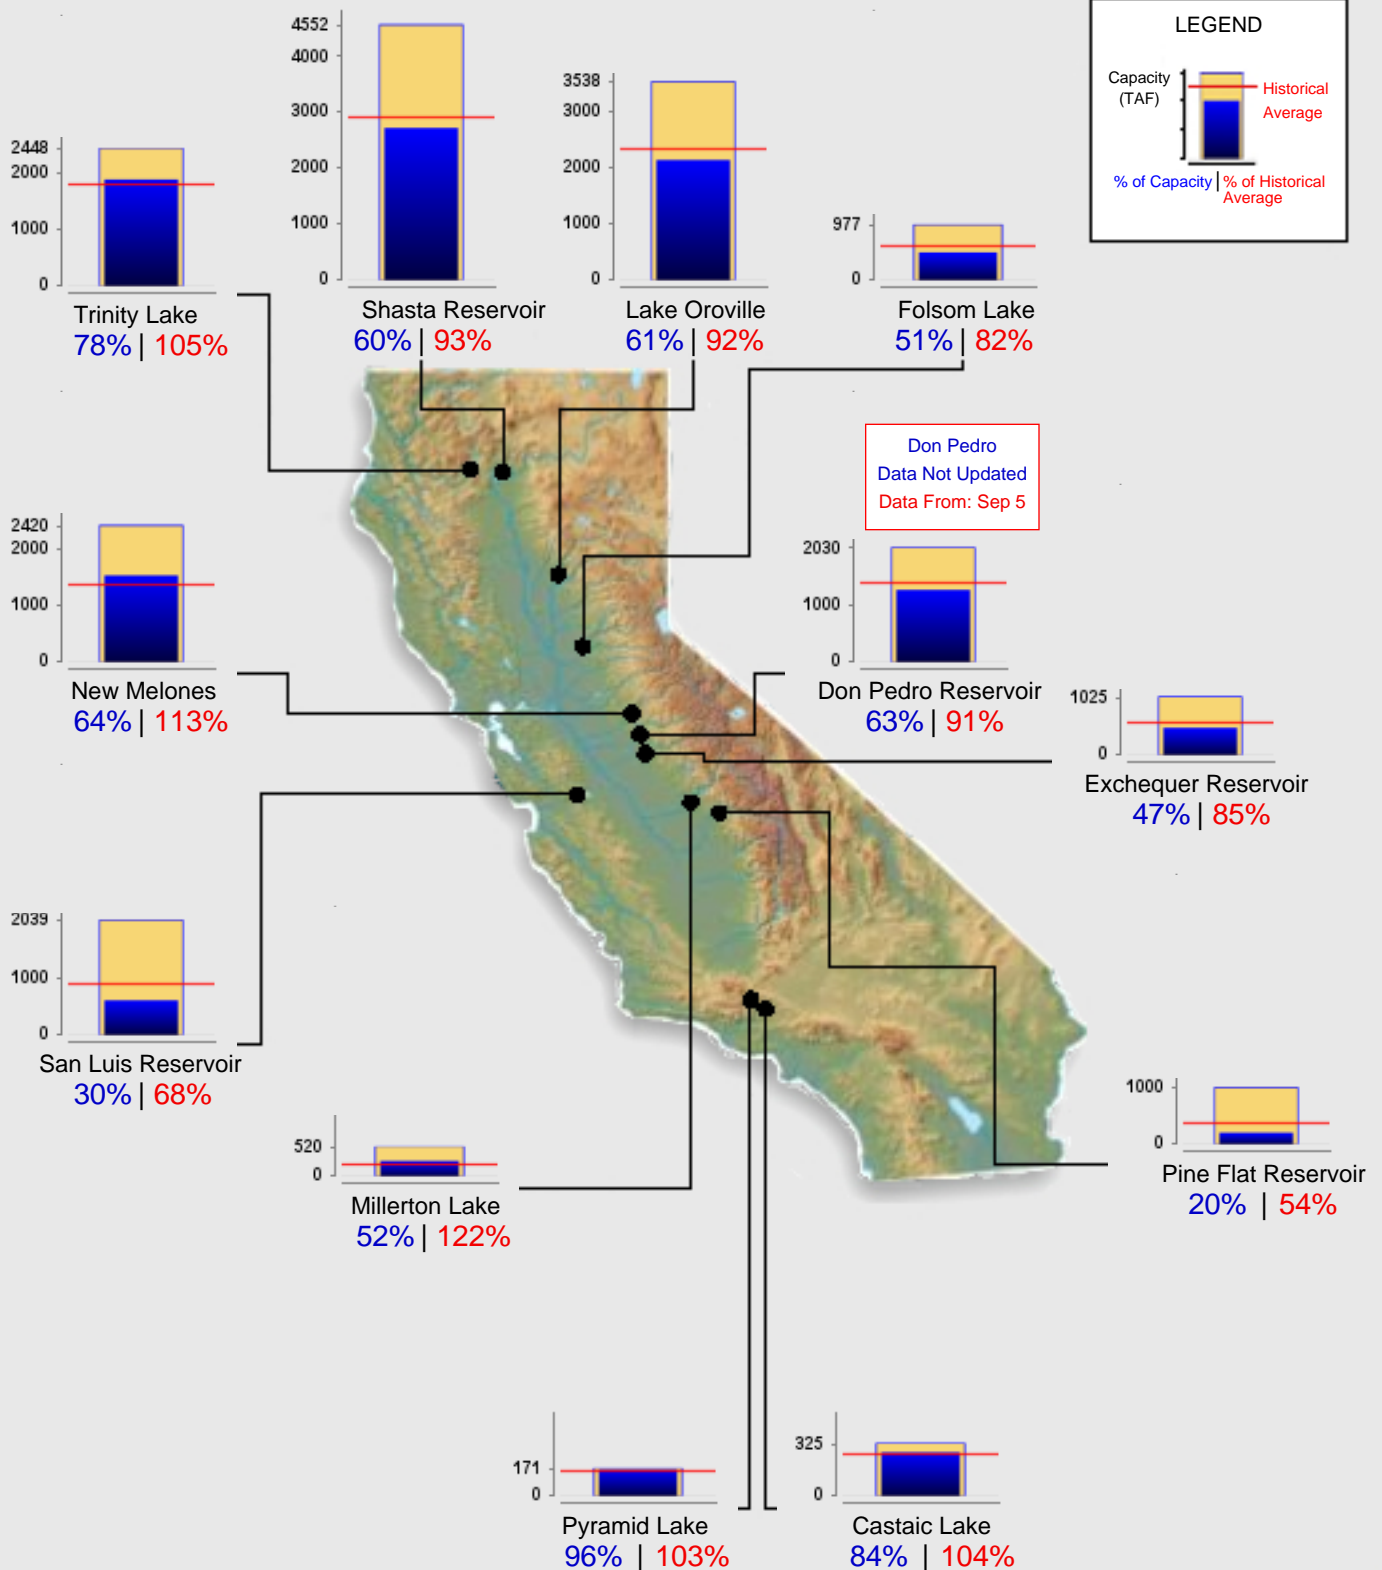 4552
4000
3000
2000
1000
0
Shasta Reservoir
60% | 93%
3538
3000
2000
1000
0
Lake Oroville
61% | 92%
LEGEND
Capacity
(TAF)
Historical
Average
% of Capacity | % of Historical
Average
2448
2000
1000
0
Trinity Lake
78% | 105%
977
0
Folsom Lake
51% | 82%
Don Pedro
Data Not Updated
Data From: Sep 5
2420
2000
1000
0
New Melones
64% | 113%
2030
1000
0
Don Pedro Reservoir
63% | 91%
1025
0
Exchequer Reservoir
47% | 85%
2039
1000
0
San Luis Reservoir
30% | 68%
520
0
Millerton Lake
52% | 122%
1000
0
Pine Flat Reservoir
20% | 54%
171
0
Pyramid Lake
96% | 103%
325
0
Castaic Lake
84% | 104%